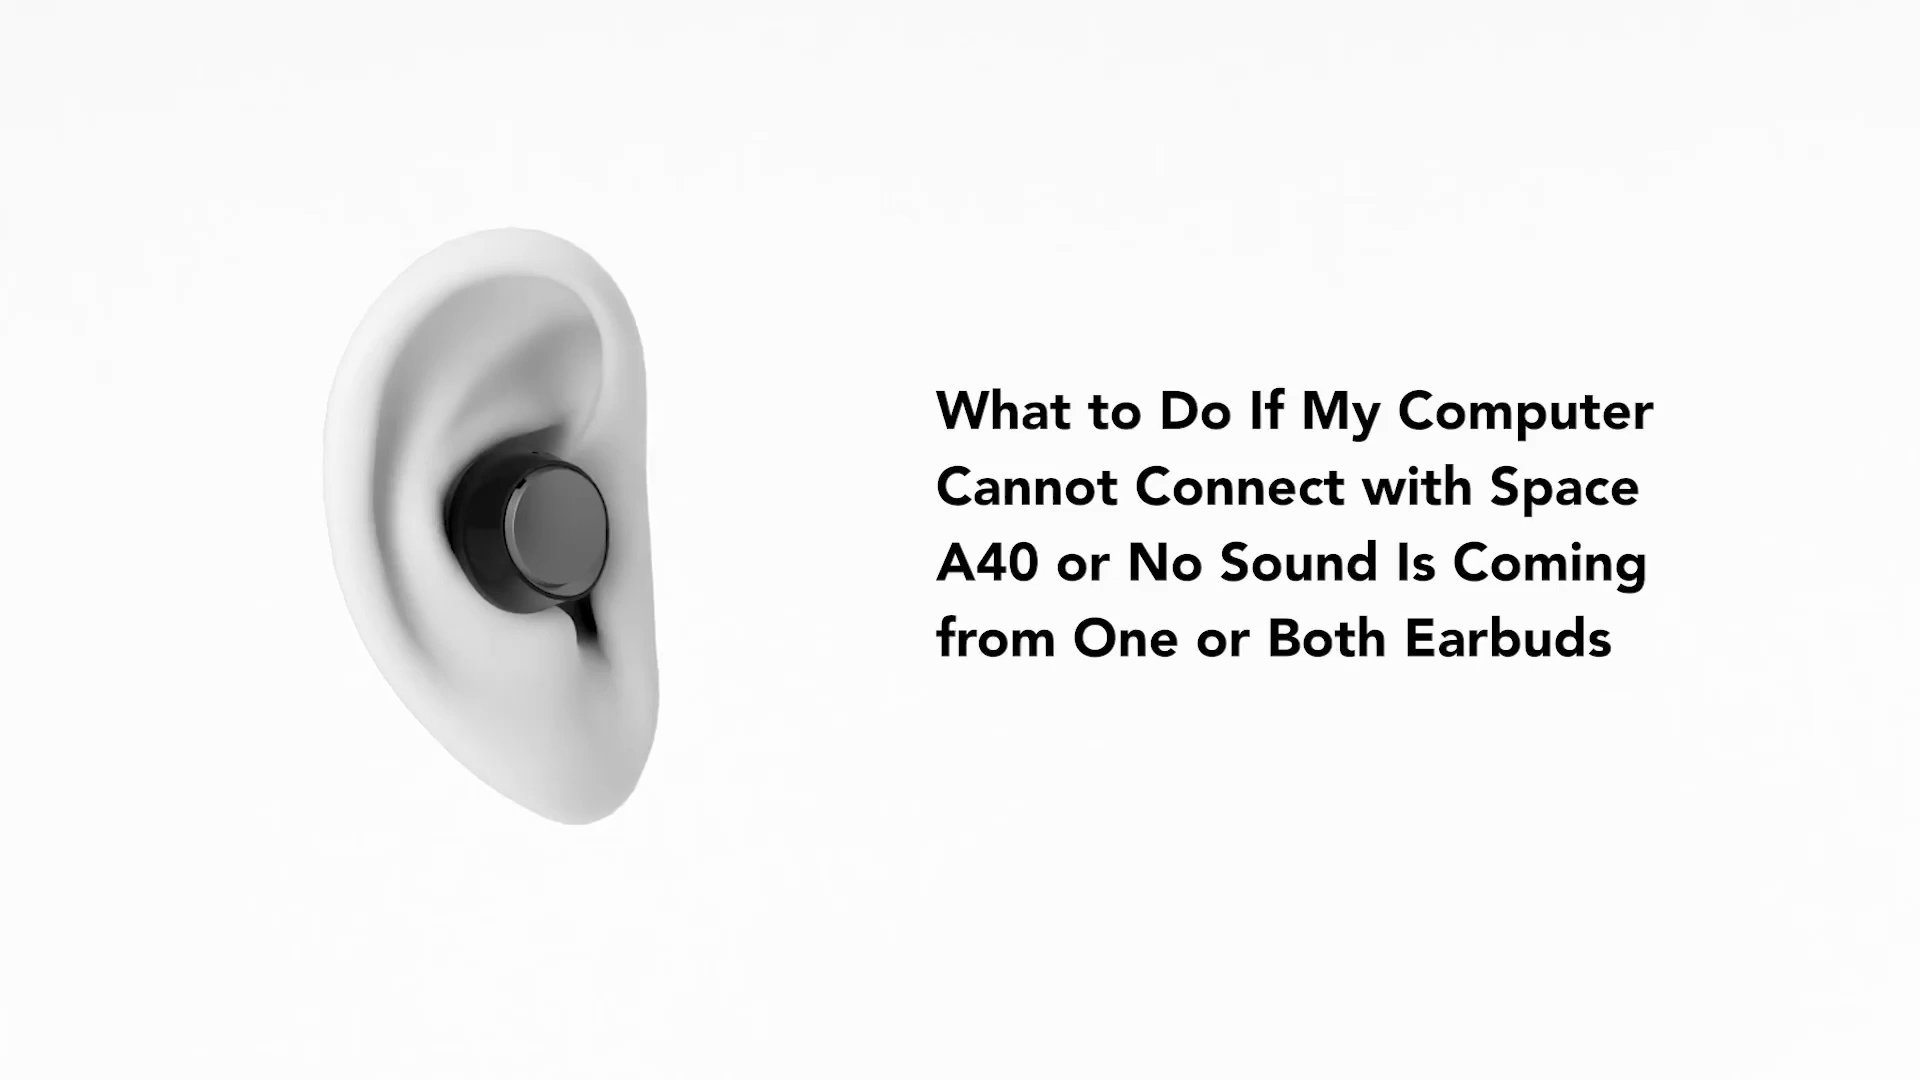 What to Do If My Computer
Cannot Connect with Space
A40 or No Sound Is Coming
from One or Both Earbuds